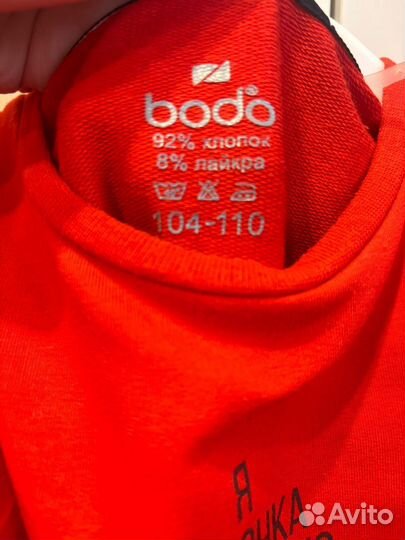 bodo
92% хлопок
8% лайкра
104-110
Я
Avito